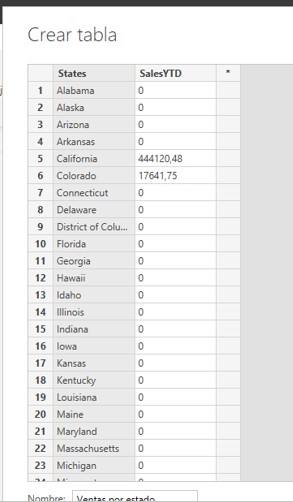 Crear tabla
States SalesYTD *
1 Alabama 0
2 Alaska 0
3 Arizona 0
4 Arkansas 0
5 California 444120,48
6 Colorado 17641,75
7 Connecticut 0
8 Delaware 0
9 District of Colu... 0
10 Florida 0
11 Georgia 0
12 Hawaii 0
13 Idaho 0
14 Illinois 0
15 Indiana 0
16 Iowa 0
17 Kansas 0
18 Kentucky 0
19 Louisiana 0
20 Maine 0
21 Maryland 0
22 Massachusetts 0
23 Michigan 0
Nombre: Ventas por estado